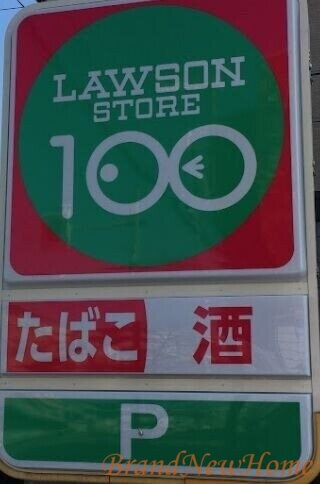 LAWSON
STORE
100
たばこ 酒
P
BrandNewHome